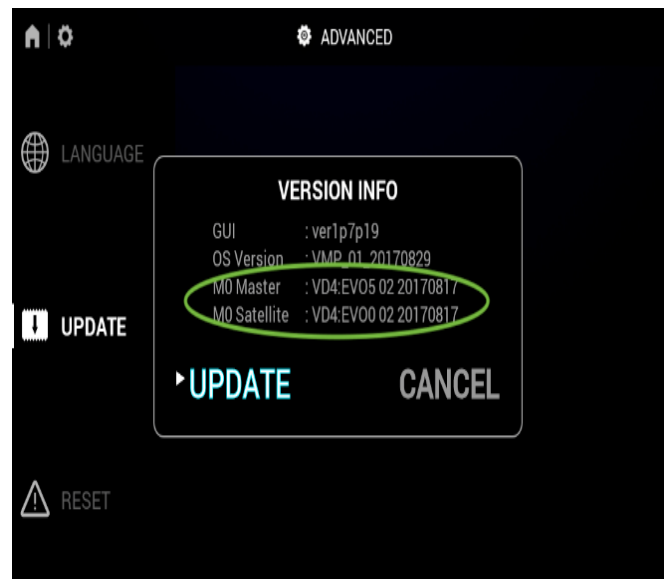 ADVANCED
LANGUAGE
VERSION INFO
GUI : ver1p7p19
OS Version : VMP_01_20170829
M0 Master : VD4:EVO5 02 20170817
M0 Satellite : VD4:EVO0 02 20170817
UPDATE
UPDATE CANCEL
RESET